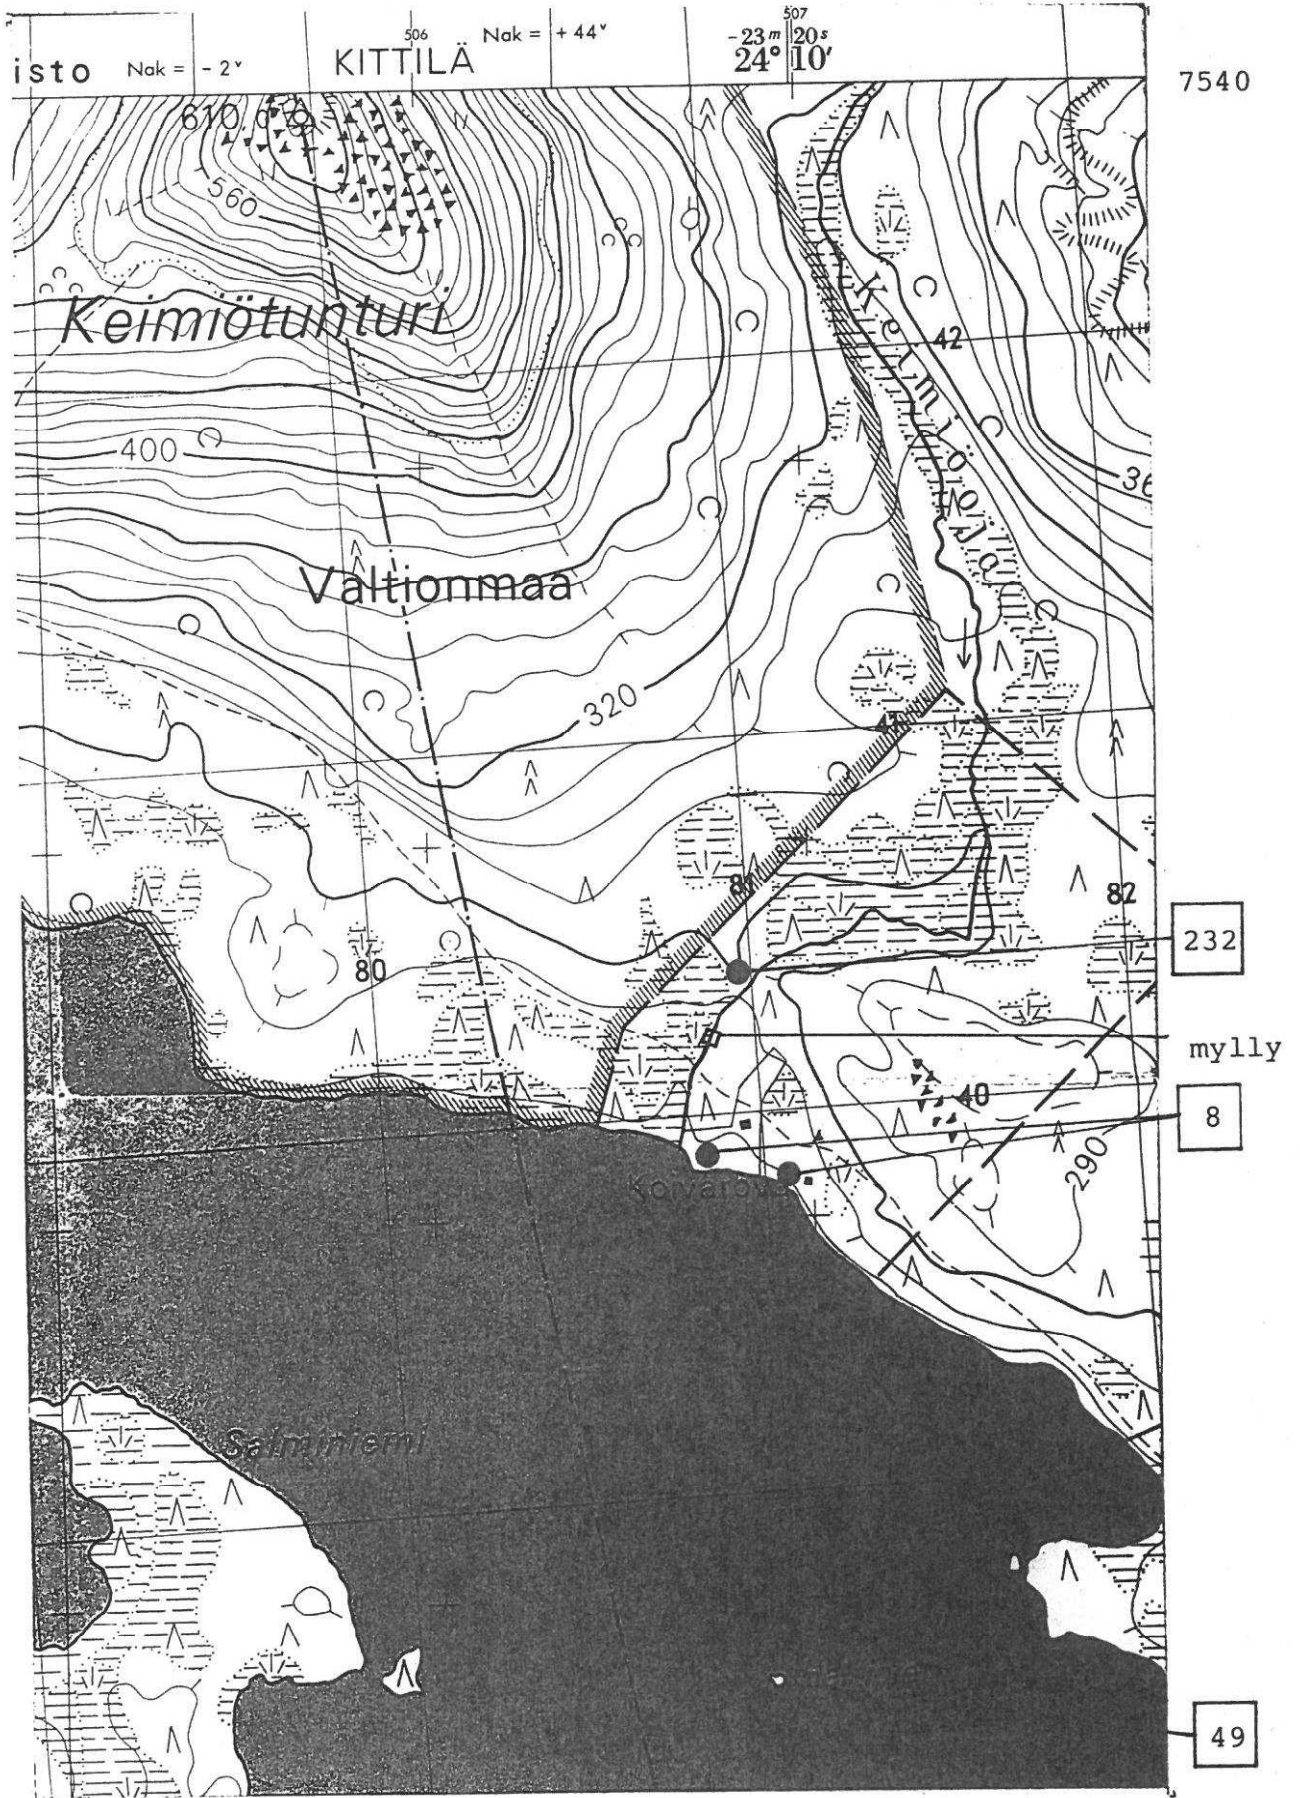 506
Nak = + 44ᵛ
507
-23ᵐ 20ˢ
isto
Nak = - 2ᵛ
KITTILÄ
24° 10′
7540
610
560
Keimiötunturi
Keimiöoja
42
400
36
Valtionmaa
320
41
81
82
232
80
mylly
40
8
290
Salminiemi
49